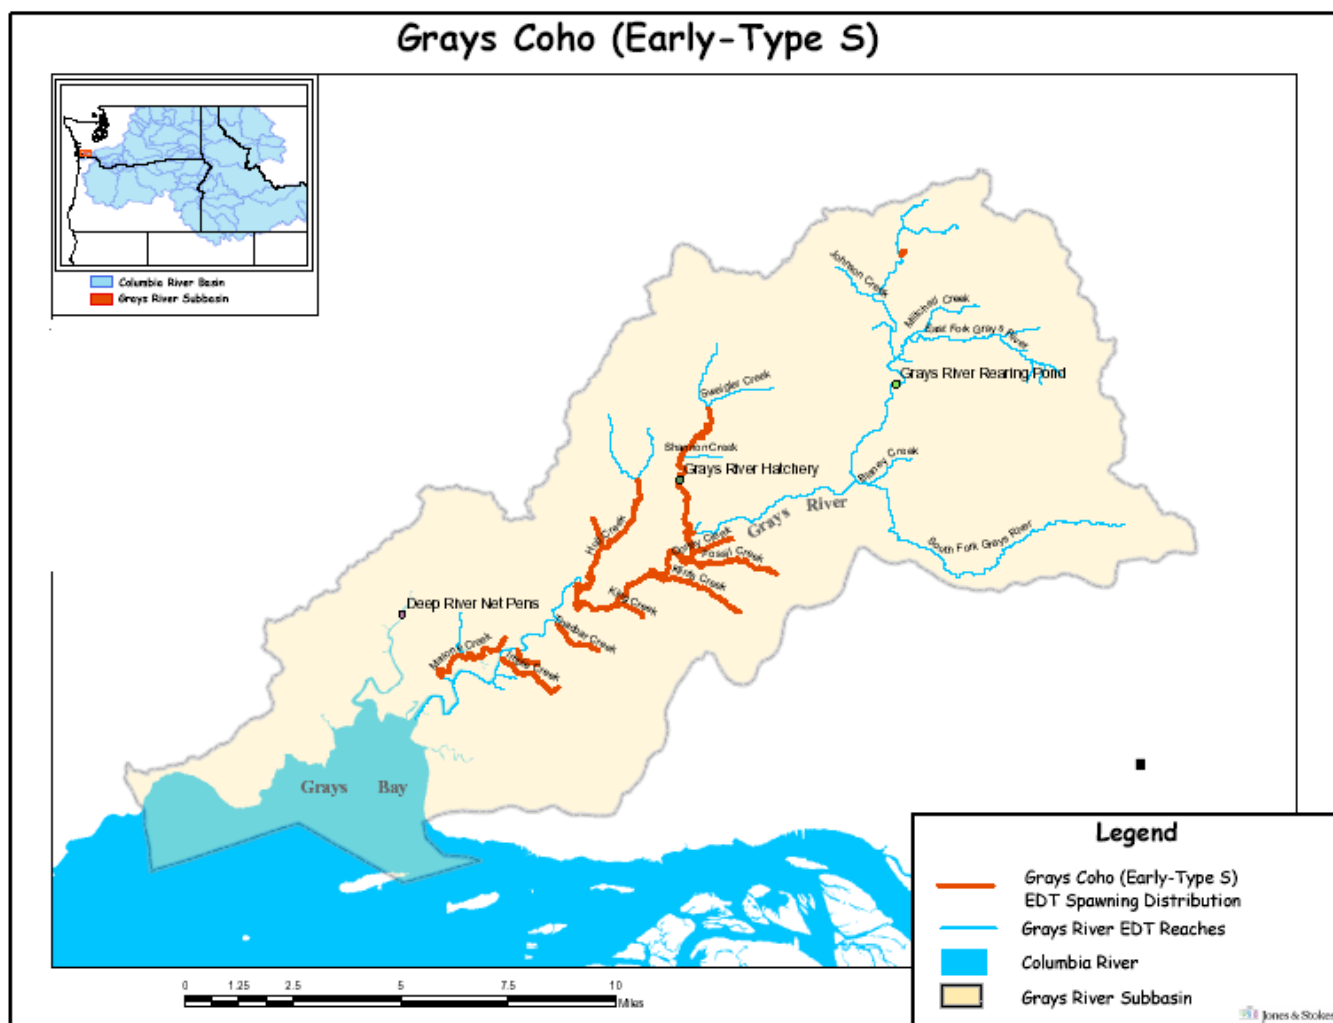 Grays Coho (Early-Type S)
Columbia River Basin
Grays River Subbasin
Johnson Creek
Mitchell Creek
East Fork Grays River
Grays River Rearing Pond
Sweigler Creek
Shannon Creek
Grays River Hatchery
Blaney Creek
Grays River
South Fork Grays River
Hull Creek
Fossil Creek
Klints Creek
King Creek
Deep River Net Pens
Malone Creek
Creek
Grays Bay
Legend
Grays Coho (Early-Type S)
EDT Spawning Distribution
Grays River EDT Reaches
Columbia River
Grays River Subbasin
0 1.25 2.5 5 7.5 10
Miles
Jones & Stokes